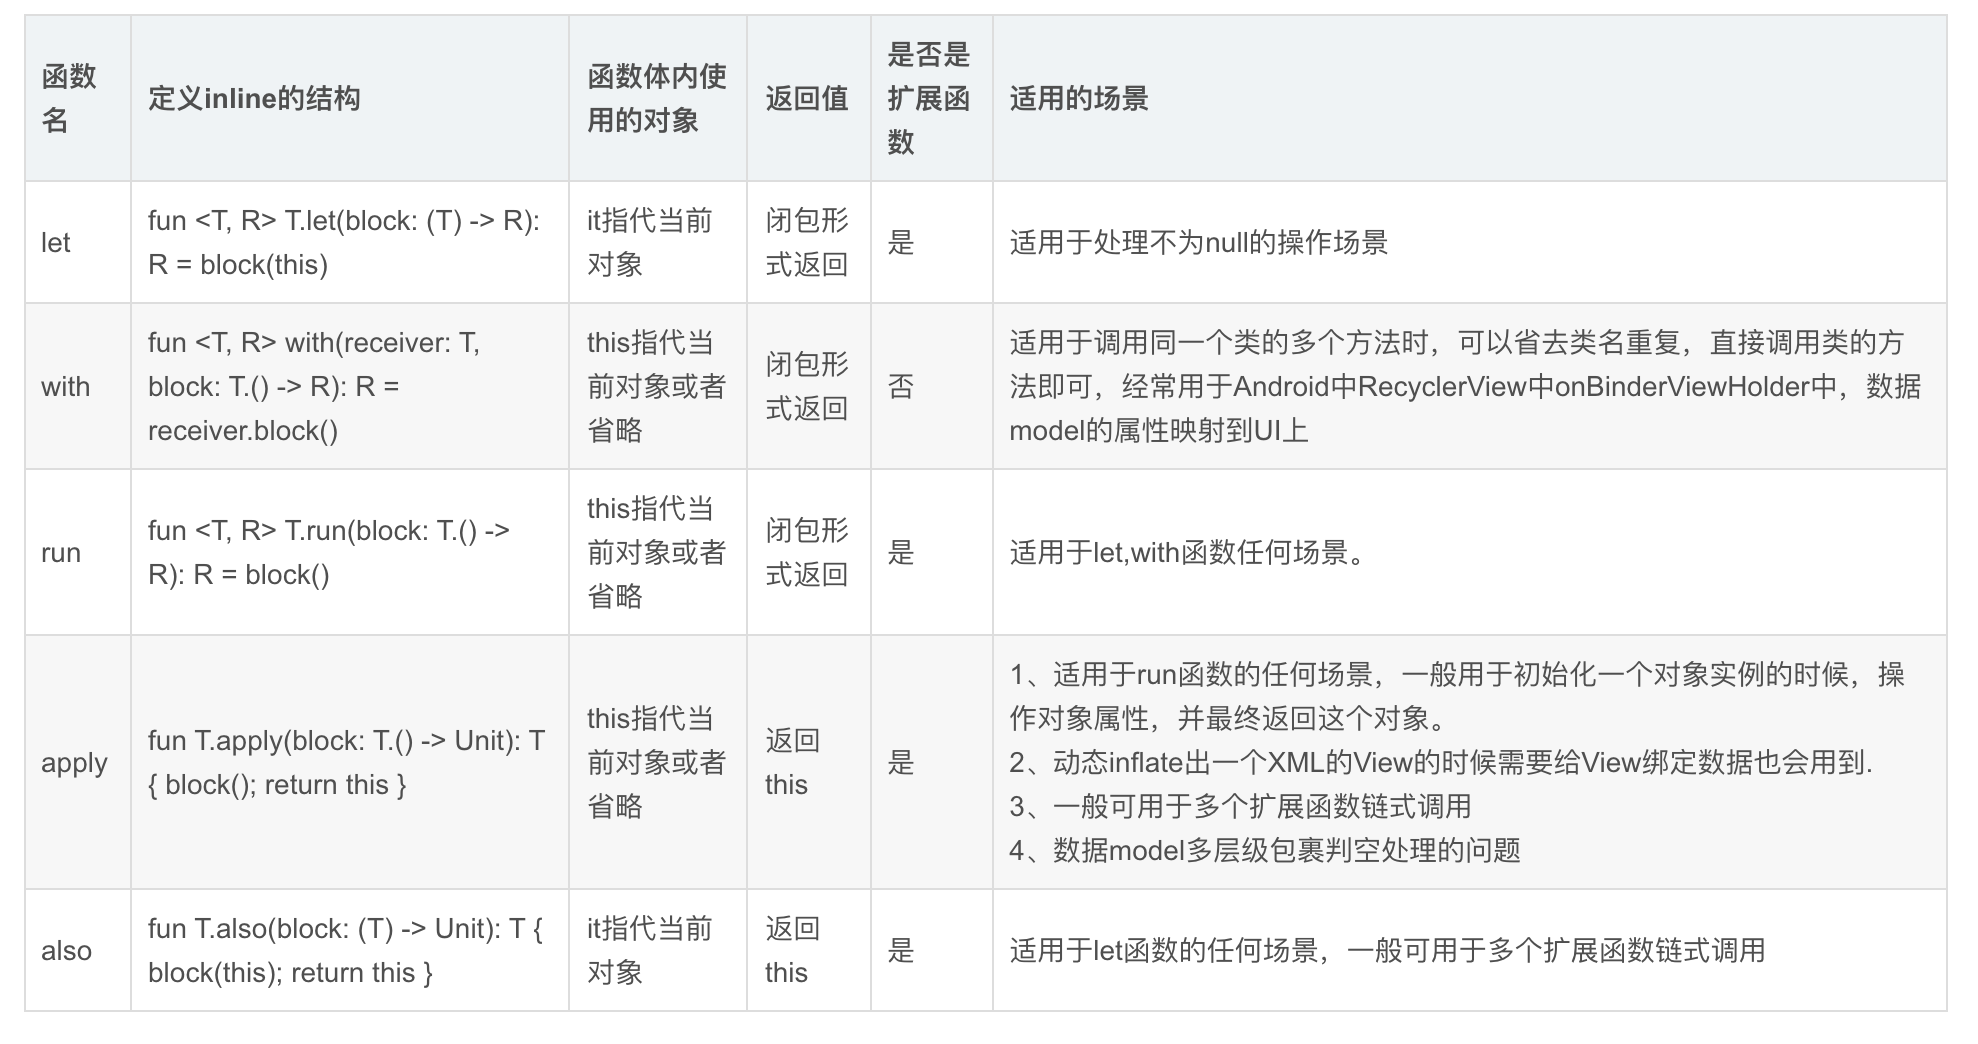 函数
名
定义inline的结构
函数体内使
用的对象
返回值
是否是
扩展函
数
适用的场景
let
fun <T, R> T.let(block: (T) -> R):
R = block(this)
it指代当前
对象
闭包形
式返回
是
适用于处理不为null的操作场景
with
fun <T, R> with(receiver: T,
block: T.() -> R): R =
receiver.block()
this指代当
前对象或者
省略
闭包形
式返回
否
适用于调用同一个类的多个方法时，可以省去类名重复，直接调用类的方
法即可，经常用于Android中RecyclerView中onBinderViewHolder中，数据
model的属性映射到UI上
run
fun <T, R> T.run(block: T.() ->
R): R = block()
this指代当
前对象或者
省略
闭包形
式返回
是
适用于let,with函数任何场景。
apply
fun T.apply(block: T.() -> Unit): T
{ block(); return this }
this指代当
前对象或者
省略
返回
this
是
1、适用于run函数的任何场景，一般用于初始化一个对象实例的时候，操
作对象属性，并最终返回这个对象。
2、动态inflate出一个XML的View的时候需要给View绑定数据也会用到.
3、一般可用于多个扩展函数链式调用
4、数据model多层级包裹判空处理的问题
also
fun T.also(block: (T) -> Unit): T {
block(this); return this }
it指代当前
对象
返回
this
是
适用于let函数的任何场景，一般可用于多个扩展函数链式调用